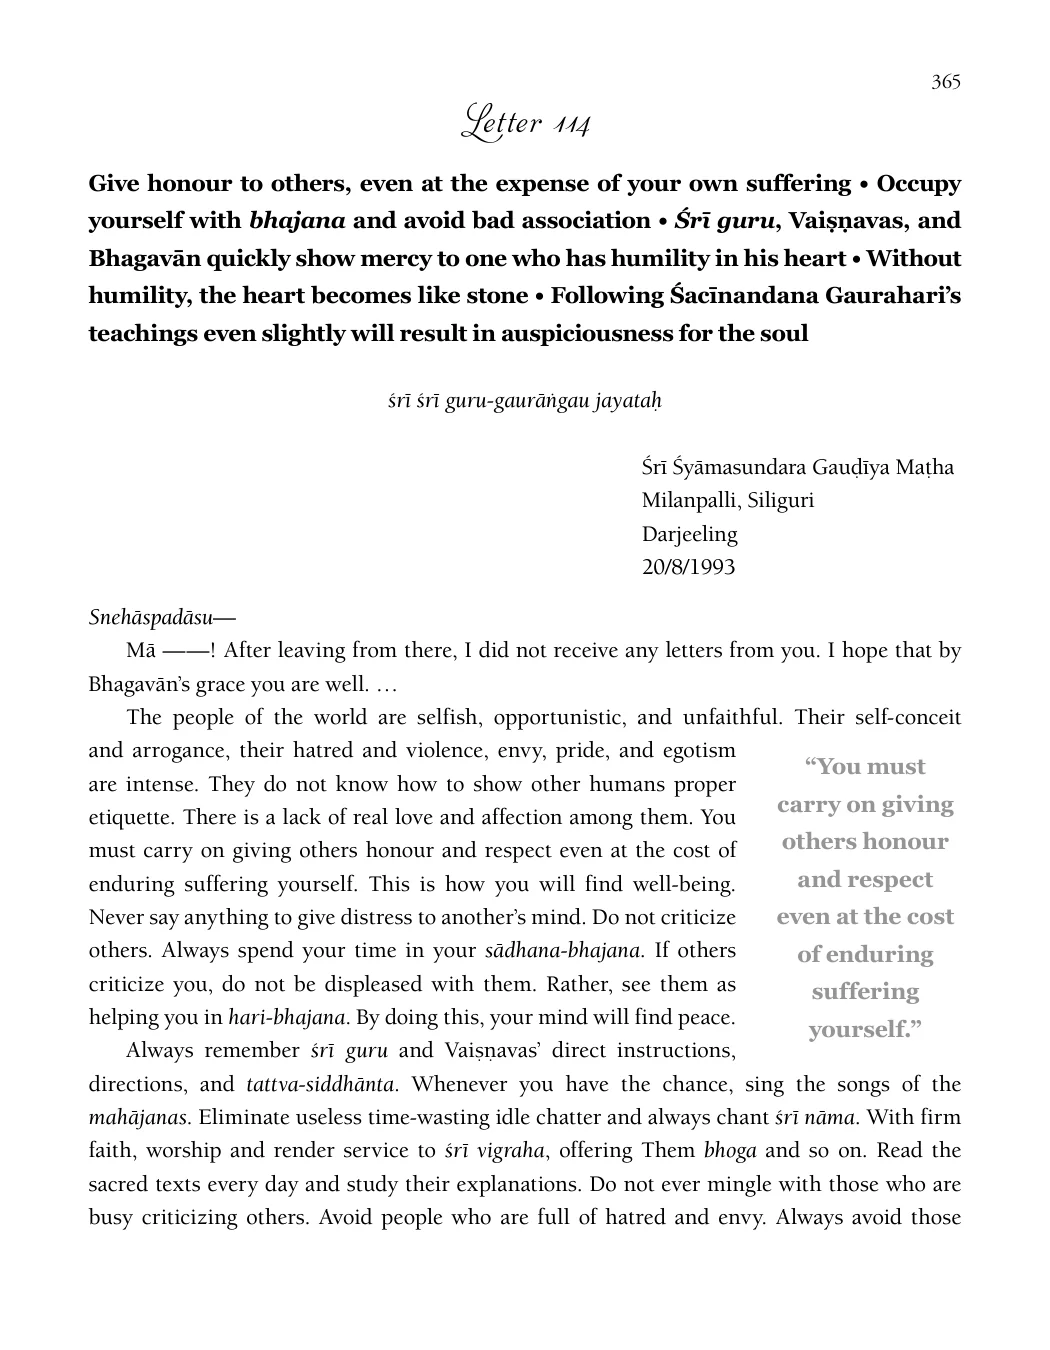 365
Letter 114
Give honour to others, even at the expense of your own suffering • Occupy
yourself with bhajana and avoid bad association • Śrī guru, Vaiṣṇavas, and
Bhagavān quickly show mercy to one who has humility in his heart • Without
humility, the heart becomes like stone • Following Śacīnandana Gaurahari’s
teachings even slightly will result in auspiciousness for the soul
śrī śrī guru-gaurāṅgau jayataḥ
Śrī Śyāmasundara Gauḍīya Maṭha
Milanpalli, Siliguri
Darjeeling
20/8/1993
Snehāspadāsu—
Mā ——! After leaving from there, I did not receive any letters from you. I hope that by
Bhagavān’s grace you are well. …
The people of the world are selfish, opportunistic, and unfaithful. Their self-conceit
and arrogance, their hatred and violence, envy, pride, and egotism
are intense. They do not know how to show other humans proper
etiquette. There is a lack of real love and affection among them. You
must carry on giving others honour and respect even at the cost of
enduring suffering yourself. This is how you will find well-being.
Never say anything to give distress to another’s mind. Do not criticize
others. Always spend your time in your sādhana-bhajana. If others
criticize you, do not be displeased with them. Rather, see them as
helping you in hari-bhajana. By doing this, your mind will find peace.
“You must
carry on giving
others honour
and respect
even at the cost
of enduring
suffering
yourself.”
Always remember śrī guru and Vaiṣṇavas’ direct instructions,
directions, and tattva-siddhānta. Whenever you have the chance, sing the songs of the
mahājanas. Eliminate useless time-wasting idle chatter and always chant śrī nāma. With firm
faith, worship and render service to śrī vigraha, offering Them bhoga and so on. Read the
sacred texts every day and study their explanations. Do not ever mingle with those who are
busy criticizing others. Avoid people who are full of hatred and envy. Always avoid those